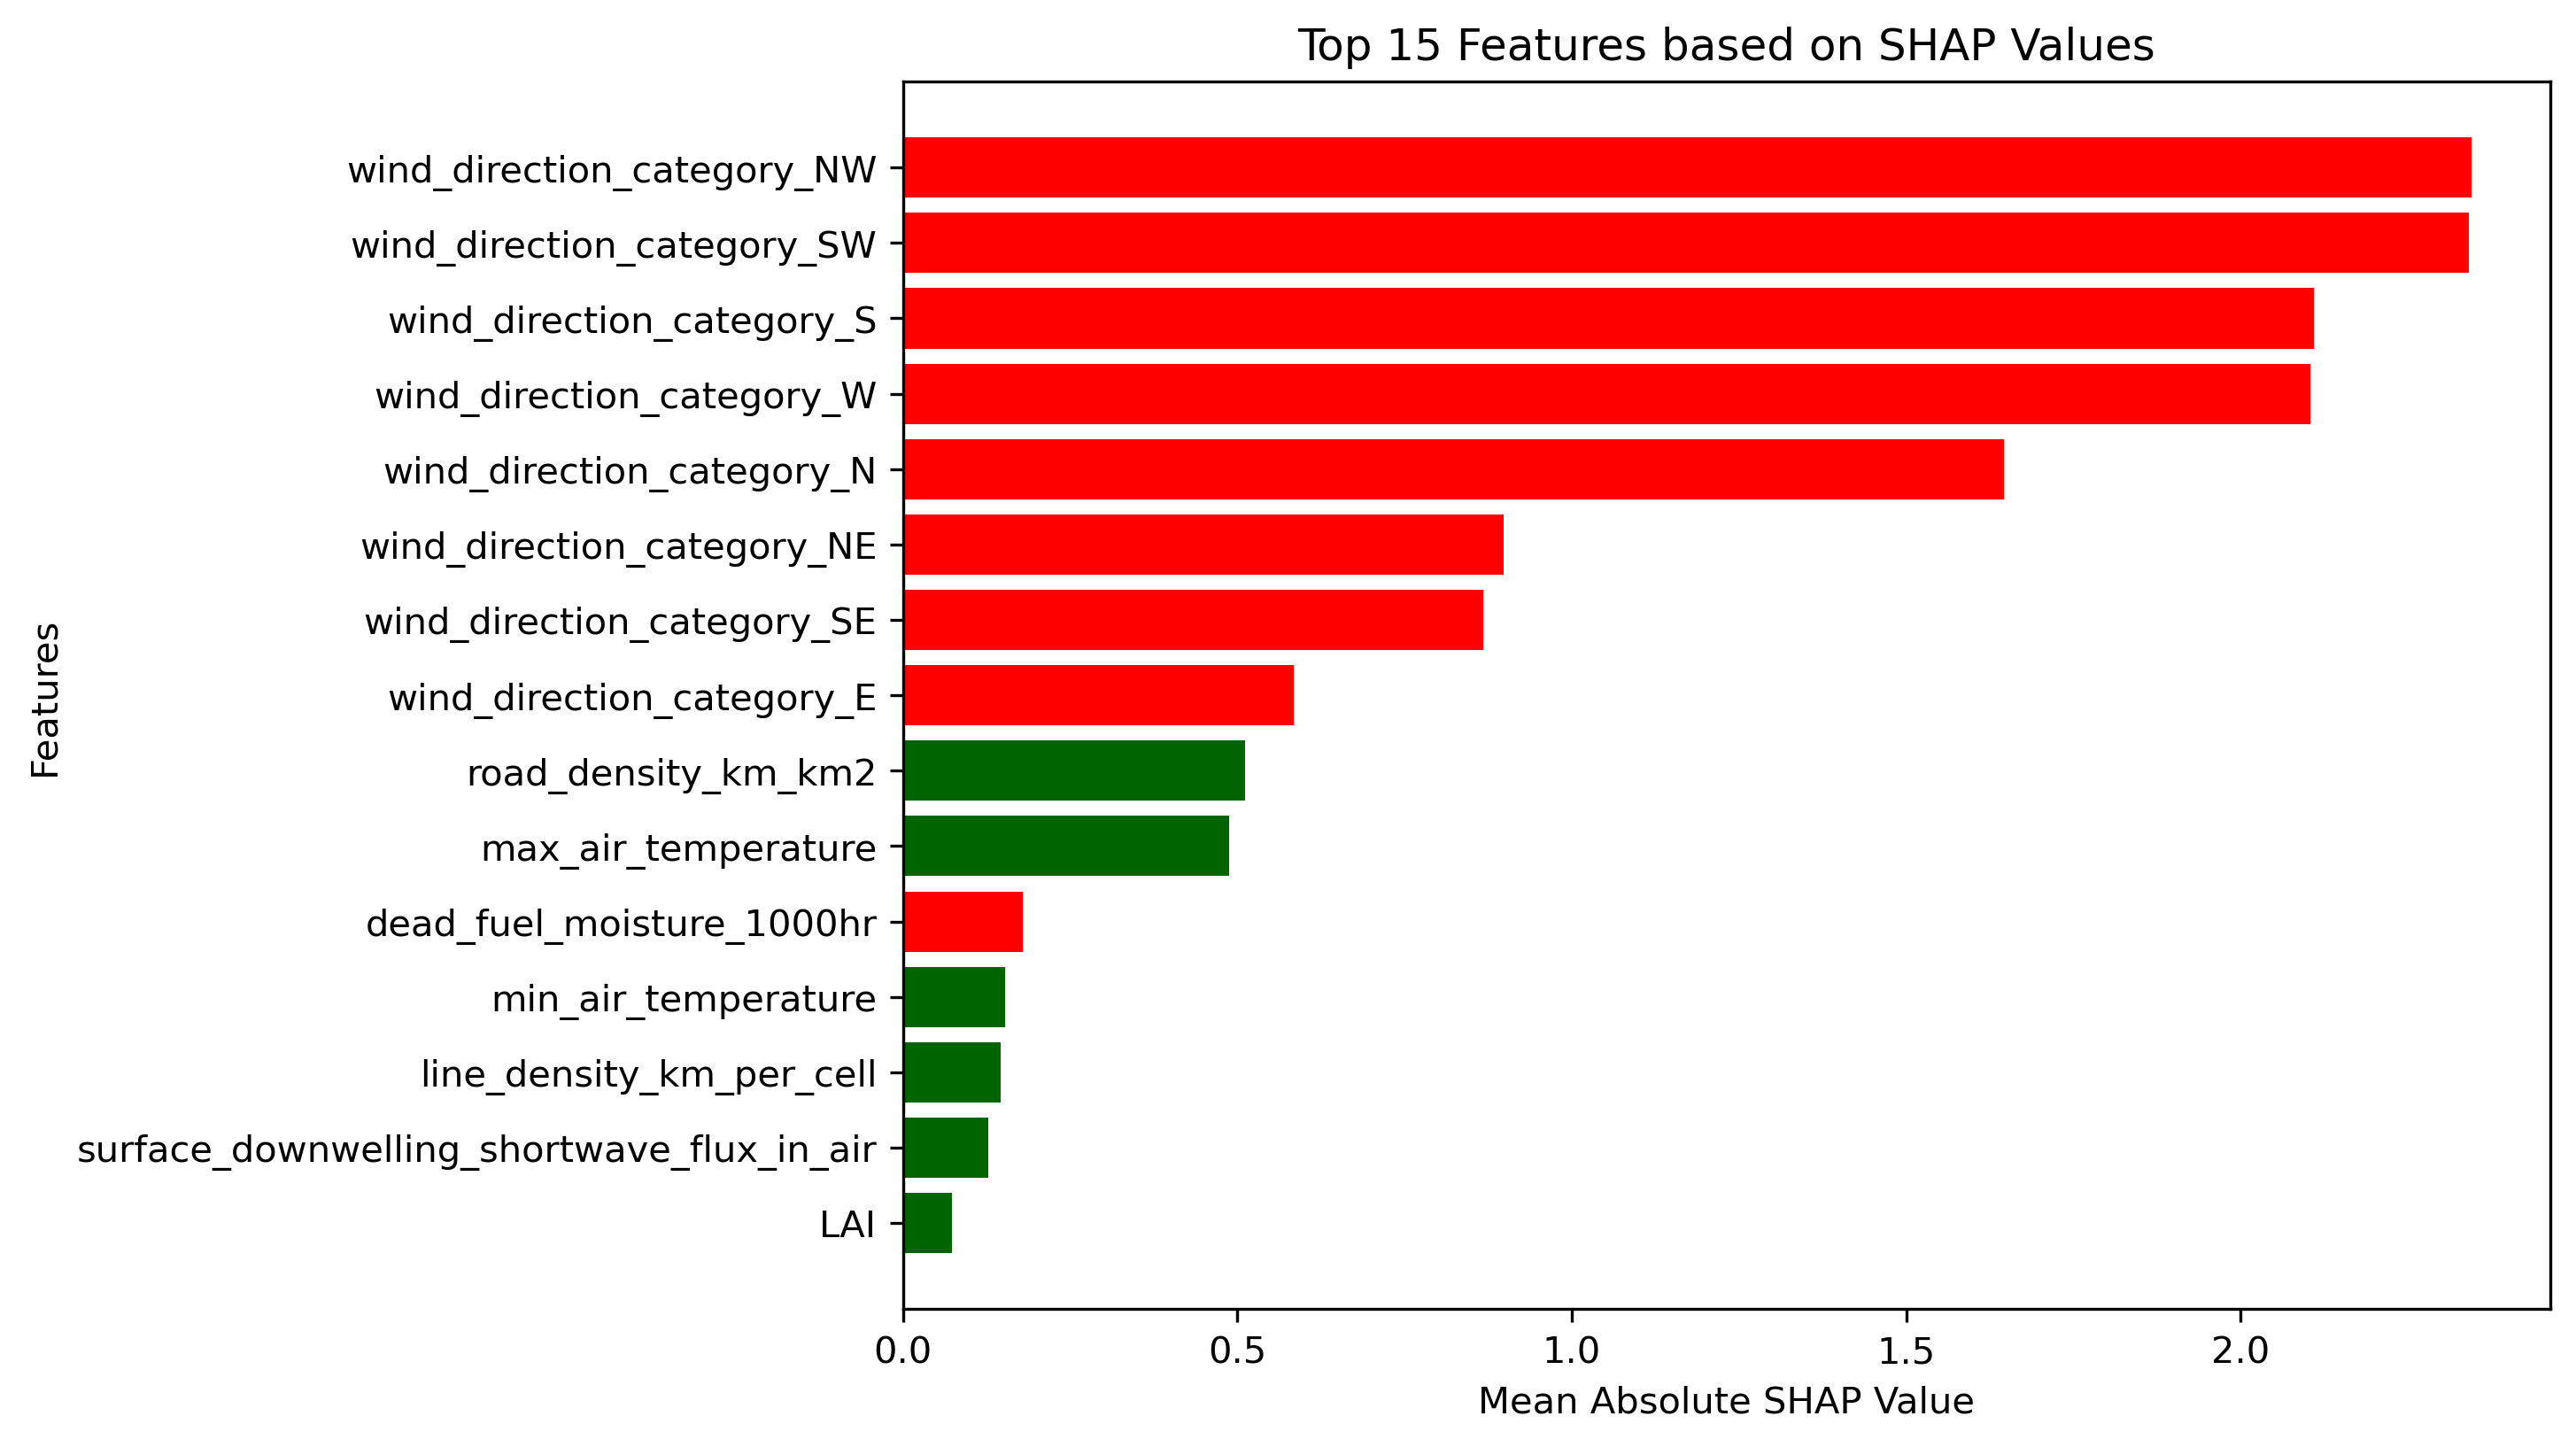 Top 15 Features based on SHAP Values
wind_direction_category_NW
wind_direction_category_SW
wind_direction_category_S
wind_direction_category_W
wind_direction_category_N
wind_direction_category_NE
wind_direction_category_SE
wind_direction_category_E
road_density_km_km2
max_air_temperature
dead_fuel_moisture_1000hr
min_air_temperature
line_density_km_per_cell
surface_downwelling_shortwave_flux_in_air
LAI
Features
0.0 0.5 1.0 1.5 2.0
Mean Absolute SHAP Value